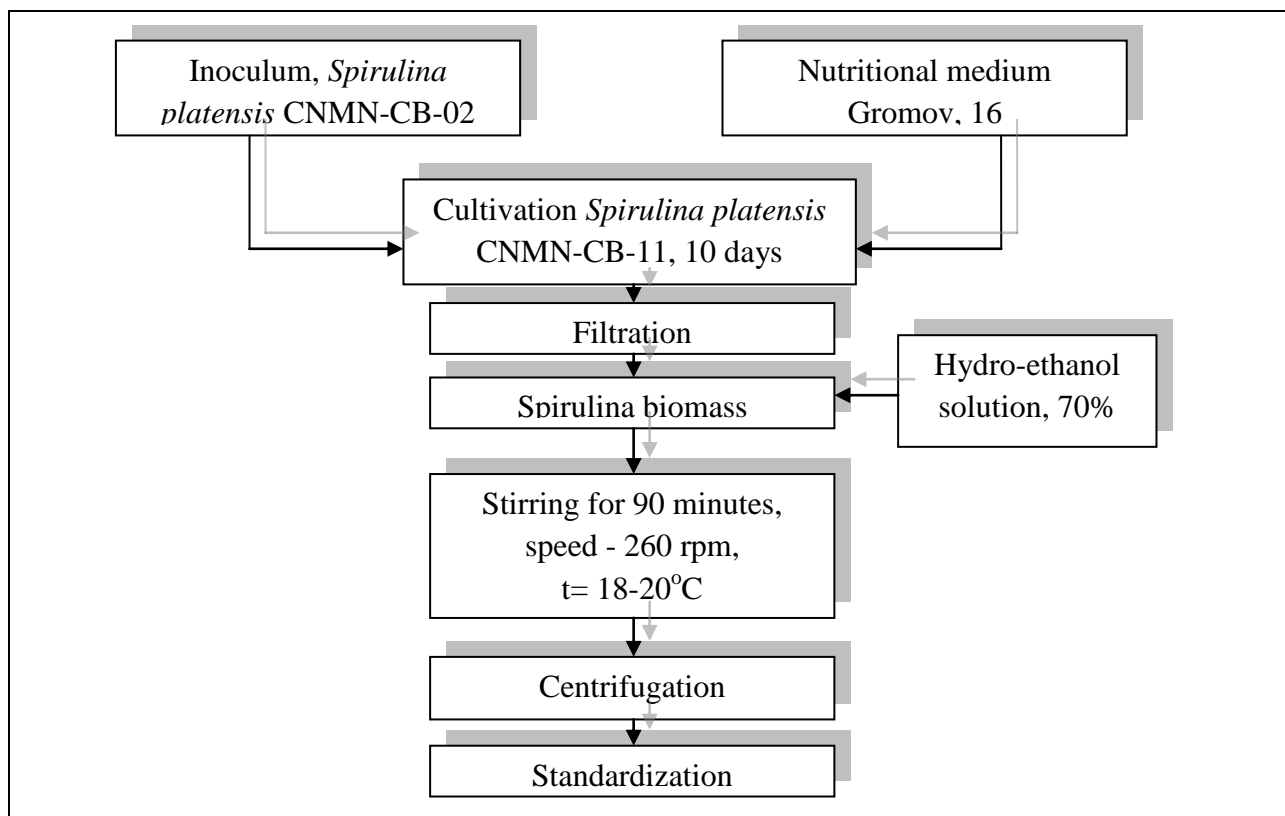 Inoculum, Spirulina
platensis CNMN-CB-02
Nutritional medium
Gromov, 16
Cultivation Spirulina platensis
CNMN-CB-11, 10 days
Filtration
Hydro-ethanol
solution, 70%
Spirulina biomass
Stirring for 90 minutes,
speed - 260 rpm,
t= 18-20°C
Centrifugation
Standardization